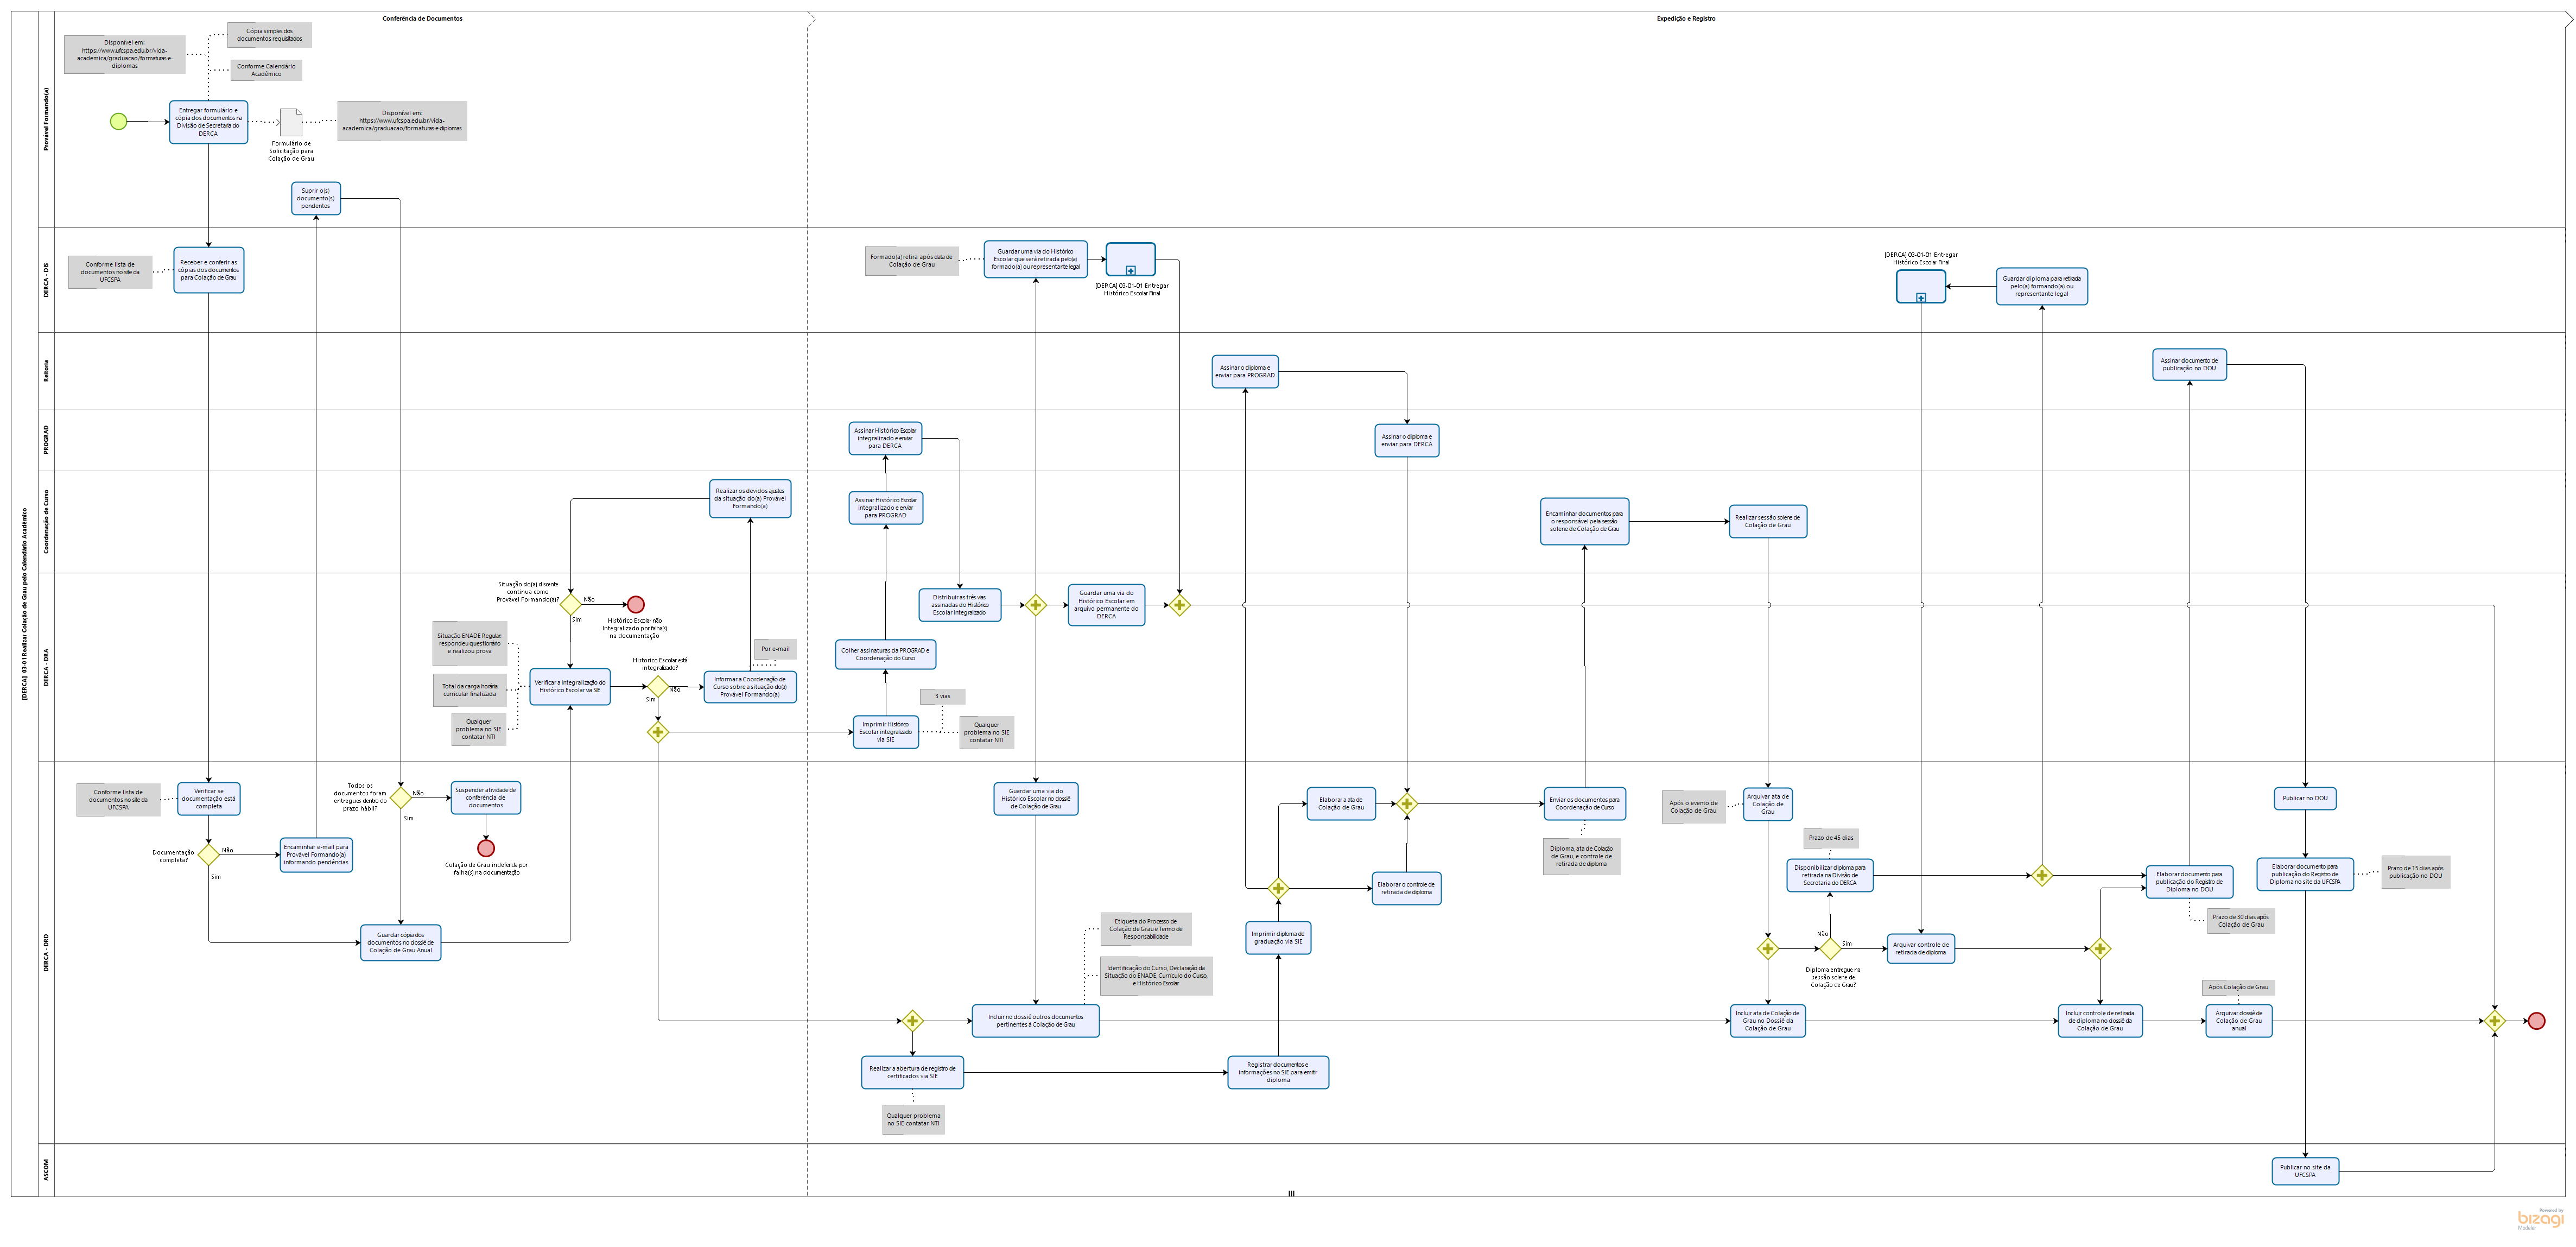 Conferência de Documentos
Expedição e Registro
[DERCA] 03-01 Realizar Colação de Grau pelo Calendário Acadêmico
Provável Formando(a)
Disponível em:
https://www.ufcspa.edu.br/vida-
academica/graduacao/formaturas-e-
diplomas
Cópia simples dos
documentos requisitados
Conforme Calendário
Acadêmico
Entregar formulário e
cópia dos documentos na
Divisão de Secretaria do
DERCA
Formulário de
Solicitação para
Colação de Grau
Disponível em:
https://www.ufcspa.edu.br/vida-
academica/graduacao/formaturas-e-diplomas
Suprir o(s)
documento(s)
pendentes
DERCA - DIS
Conforme lista de
documentos no site da
UFCSPA
Receber e conferir as
cópias dos documentos
para Colação de Grau
Formado(a) retira após data de
Colação de Grau
Guardar uma via do Histórico
Escolar que será retirada pelo(a)
formado(a) ou representante legal
[DERCA] 03-01-01 Entregar
Histórico Escolar Final
[DERCA] 03-01-01 Entregar
Histórico Escolar Final
Guardar diploma para retirada
pelo(a) formando(a) ou
representante legal
Reitoria
Assinar o diploma e
enviar para PROGRAD
Assinar documento de
publicação no DOU
PROGRAD
Assinar Histórico Escolar
integralizado e enviar
para DERCA
Assinar o diploma e
enviar para DERCA
Coordenação de Curso
Realizar os devidos ajustes
da situação do(a) Provável
Formando(a)
Assinar Histórico Escolar
integralizado e enviar
para PROGRAD
Encaminhar documentos para
o responsável pela sessão
solene de Colação de Grau
Realizar sessão solene de
Colação de Grau
DERCA - DRA
Situação do(a) discente
continua como
Provável Formando(a)?
Não
Sim
Histórico Escolar não
Integralizado por falha(s)
na documentação
Situação ENADE Regular:
respondeu questionário
e realizou prova
Total da carga horária
curricular finalizada
Qualquer
problema no SIE
contatar NTI
Verificar a integralização do
Histórico Escolar via SIE
Historico Escolar está
integralizado?
Não
Sim
Por e-mail
Informar a Coordenação de
Curso sobre a situação do(a)
Provável Formando(a)
Colher assinaturas da PROGRAD e
Coordenação do Curso
Imprimir Histórico
Escolar integralizado
via SIE
3 vias
Qualquer
problema no SIE
contatar NTI
Distribuir as três vias
assinadas do Histórico
Escolar integralizado
Guardar uma via do
Histórico Escolar em
arquivo permanente do
DERCA
DERCA - DRD
Conforme lista de
documentos no site da
UFCSPA
Verificar se
documentação está
completa
Documentação
completa?
Não
Sim
Encaminhar e-mail para
Provável Formando(a)
informando pendências
Todos os
documentos foram
entregues dentro do
prazo hábil?
Não
Sim
Suspender atividade de
conferência de
documentos
Colação de Grau indeferida por
falha(s) na documentação
Guardar cópia dos
documentos no dossiê de
Colação de Grau Anual
Guardar uma via do
Histórico Escolar no dossiê
de Colação de Grau
Etiqueta do Processo de
Colação de Grau e Termo de
Responsabilidade
Identificação do Curso, Declaração da
Situação do ENADE, Currículo do Curso,
e Histórico Escolar
Incluir no dossiê outros documentos
pertinentes à Colação de Grau
Realizar a abertura de registro de
certificados via SIE
Qualquer problema
no SIE contatar NTI
Registrar documentos e
informações no SIE para emitir
diploma
Imprimir diploma de
graduação via SIE
Elaborar a ata de
Colação de Grau
Elaborar o controle de
retirada de diploma
Enviar os documentos para
Coordenação de Curso
Diploma, ata de Colação
de Grau, e controle de
retirada de diploma
Após o evento de
Colação de Grau
Arquivar ata de
Colação de
Grau
Prazo de 45 dias
Disponibilizar diploma para
retirada na Divisão de
Secretaria do DERCA
Não
Sim
Diploma entregue na
sessão solene de
Colação de Grau?
Arquivar controle de
retirada de diploma
Incluir ata de Colação de
Grau no Dossiê da
Colação de Grau
Elaborar documento para
publicação do Registro de
Diploma no DOU
Prazo de 30 dias após
Colação de Grau
Incluir controle de retirada
de diploma no dossiê da
Colação de Grau
Após Colação de Grau
Arquivar dossiê de
Colação de Grau
anual
Publicar no DOU
Elaborar documento para
publicação do Registro de
Diploma no site da UFCSPA
Prazo de 15 dias após
publicação no DOU
ASCOM
Publicar no site da
UFCSPA
Powered by
bizagi
Modeler